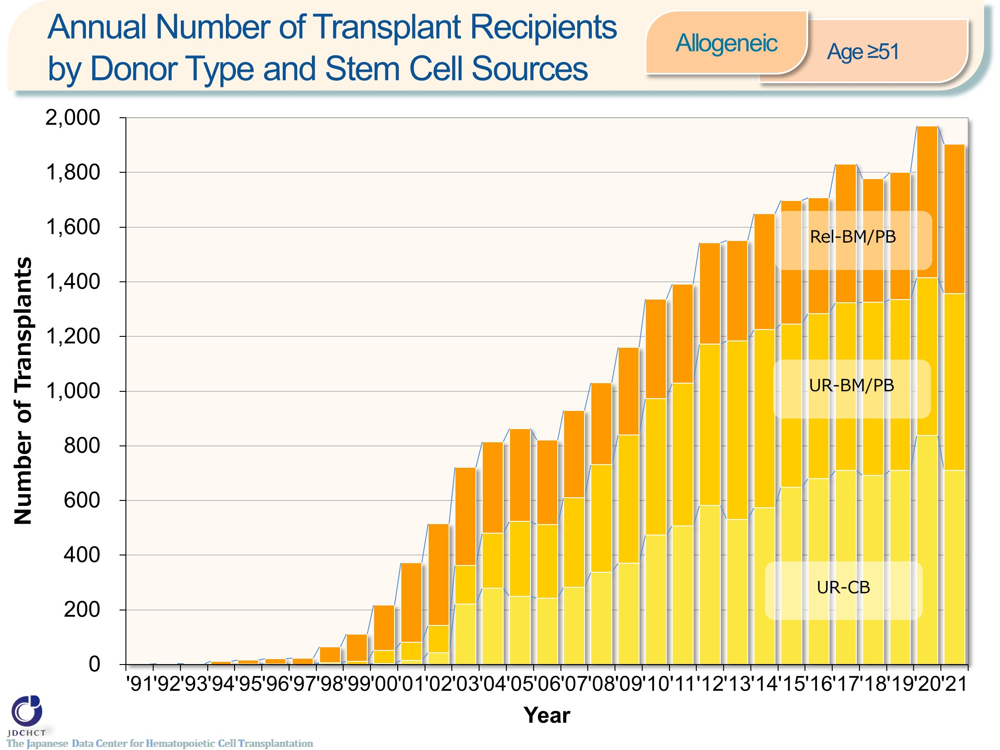 Annual Number of Transplant Recipients
by Donor Type and Stem Cell Sources
Allogeneic
Age ≥51
Number of Transplants
2,000
1,800
1,600
1,400
1,200
1,000
800
600
400
200
0
Rel-BM/PB
UR-BM/PB
UR-CB
'91 '92 '93 '94 '95 '96 '97 '98 '99 '00 '01 '02 '03 '04 '05 '06 '07 '08 '09 '10 '11 '12 '13 '14 '15 '16 '17 '18 '19 '20 '21
Year
JDCHCT
The Japanese Data Center for Hematopoietic Cell Transplantation